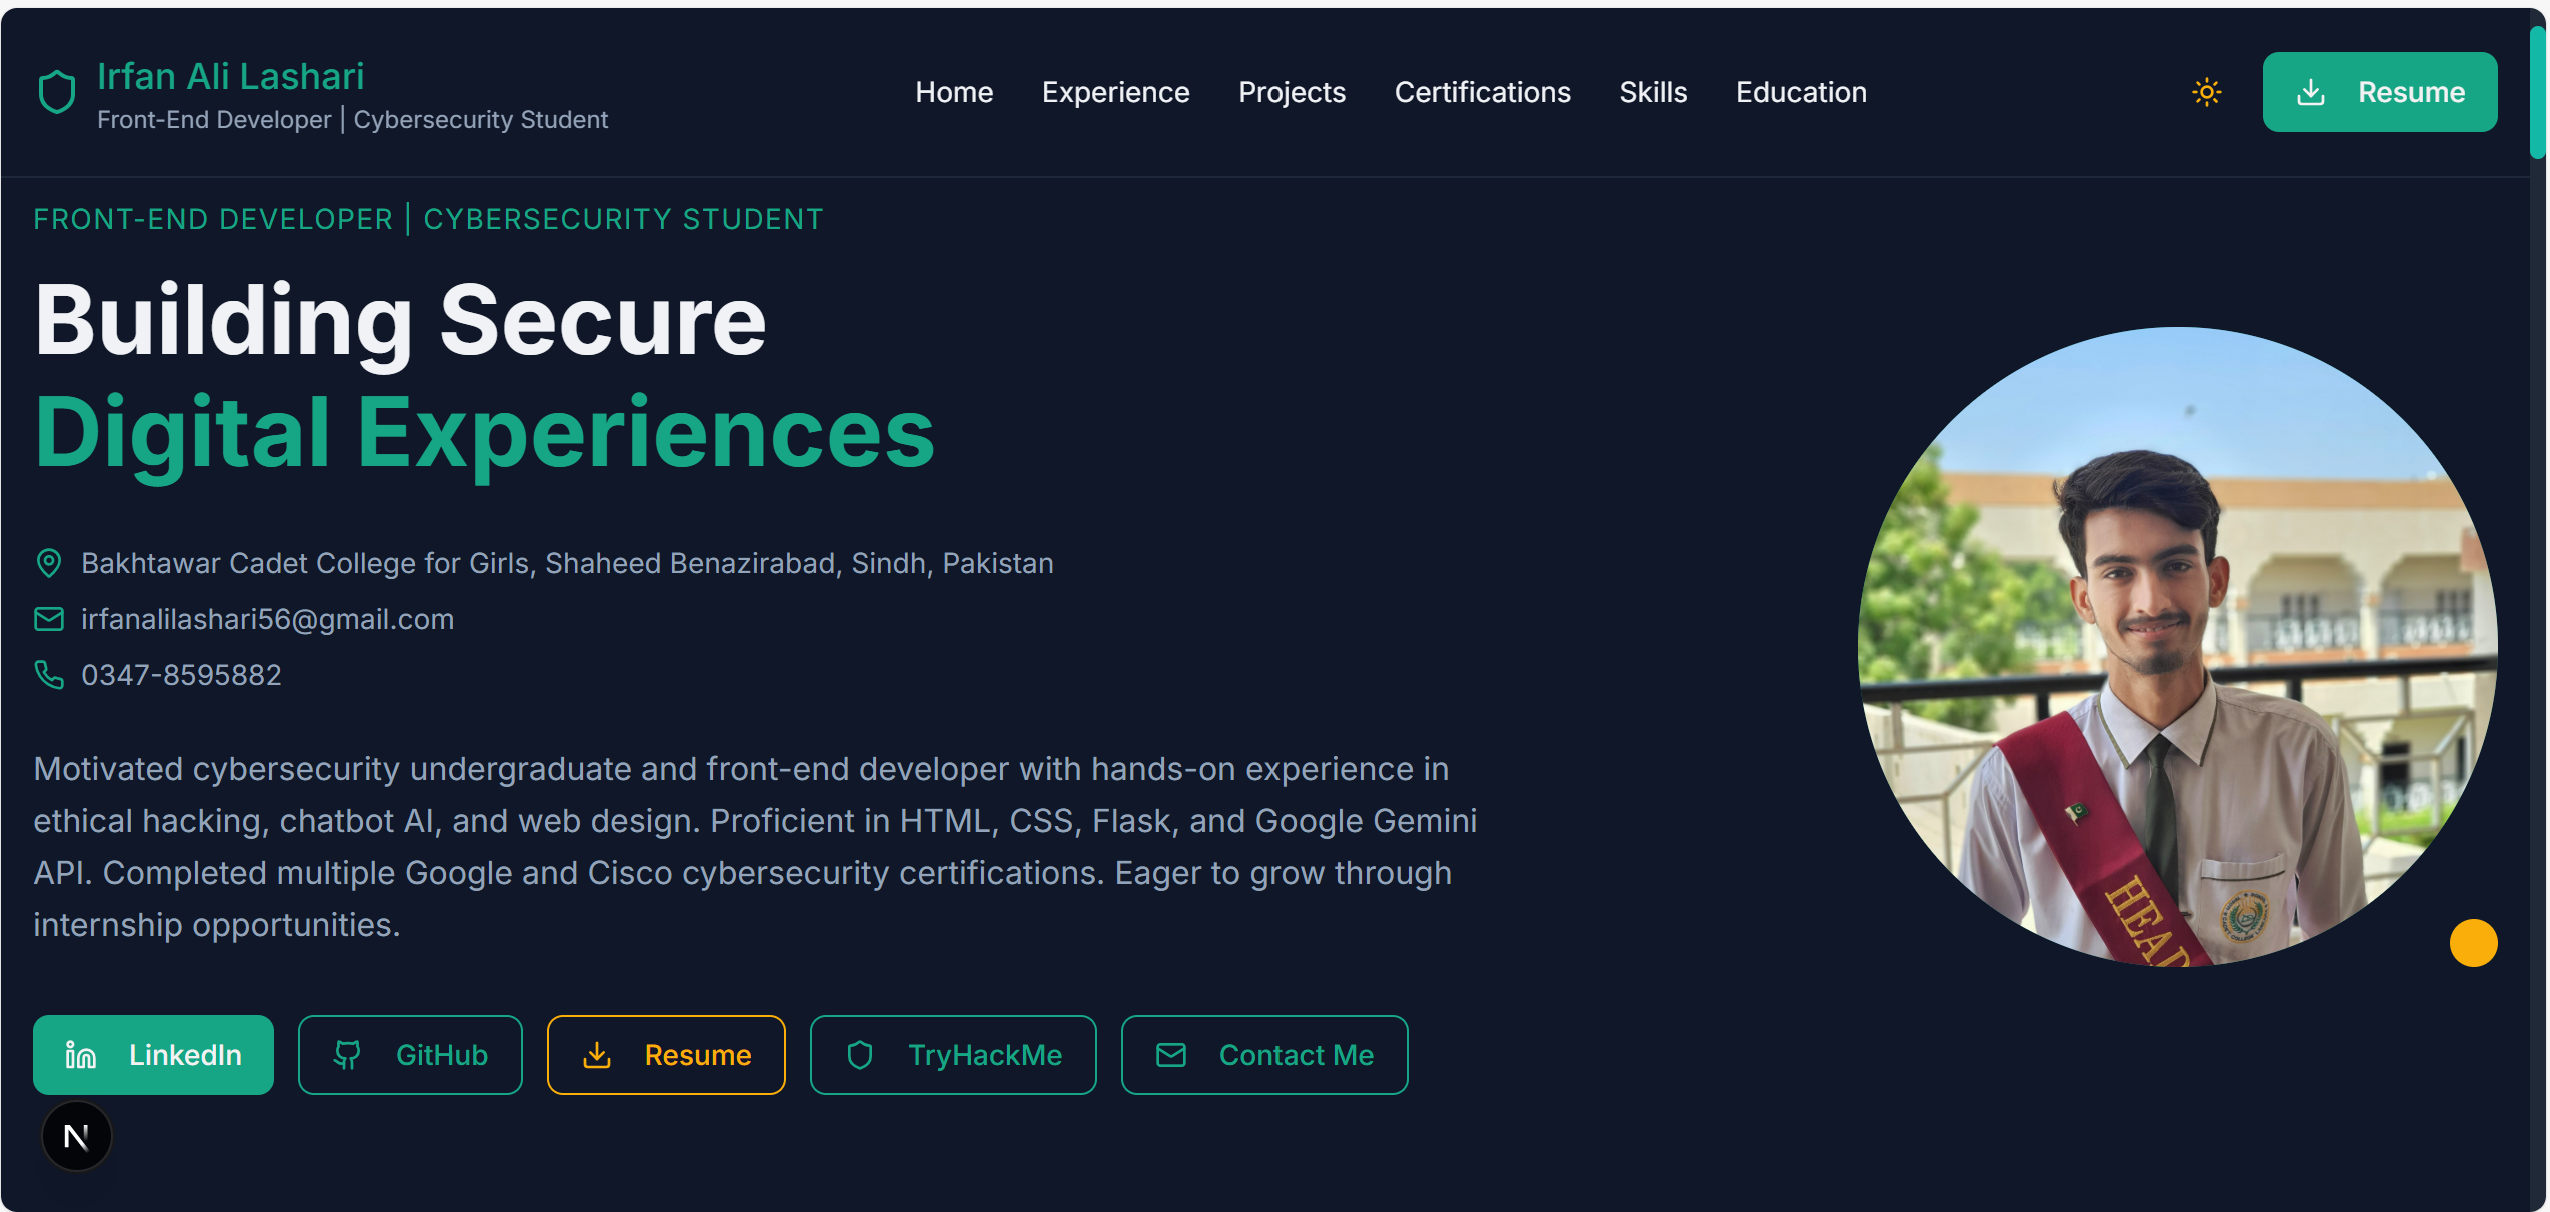 Irfan Ali Lashari
Front-End Developer | Cybersecurity Student
Home Experience Projects Certifications Skills Education
Resume
FRONT-END DEVELOPER | CYBERSECURITY STUDENT
Building Secure
Digital Experiences
Bakhtawar Cadet College for Girls, Shaheed Benazirabad, Sindh, Pakistan
irfanalilashari56@gmail.com
0347-8595882
Motivated cybersecurity undergraduate and front-end developer with hands-on experience in
ethical hacking, chatbot AI, and web design. Proficient in HTML, CSS, Flask, and Google Gemini
API. Completed multiple Google and Cisco cybersecurity certifications. Eager to grow through
internship opportunities.
HEAD
LinkedIn GitHub Resume TryHackMe Contact Me
N